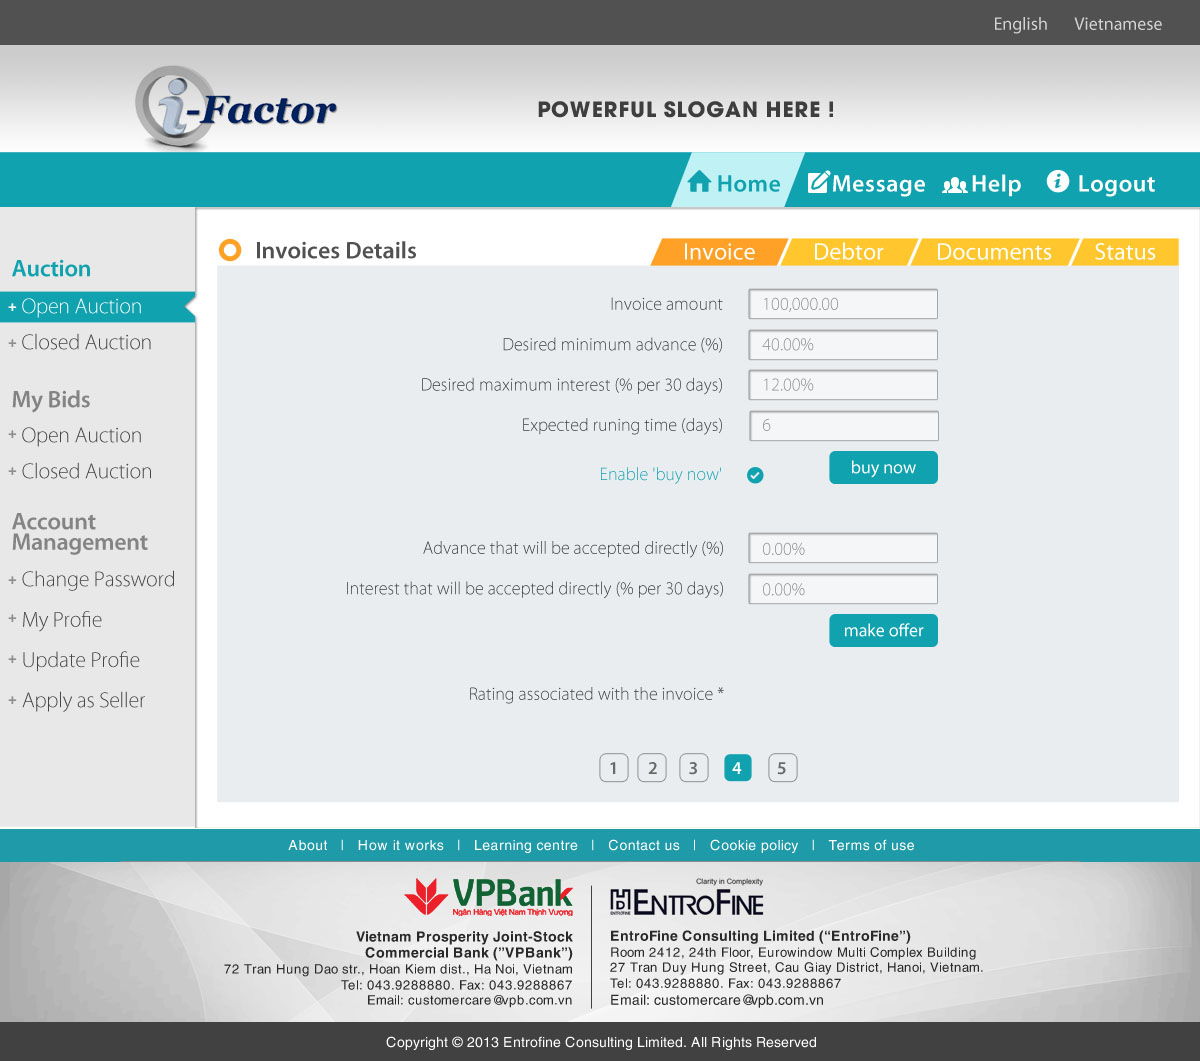 English Vietnamese
i-Factor
POWERFUL SLOGAN HERE !
Home Message Help Logout
Auction
+ Open Auction
+ Closed Auction
My Bids
+ Open Auction
+ Closed Auction
Account
Management
+ Change Password
+ My Profie
+ Update Profie
+ Apply as Seller
Invoices Details
Invoice Debtor Documents Status
Invoice amount 100,000.00
Desired minimum advance (%) 40.00%
Desired maximum interest (% per 30 days) 12.00%
Expected runing time (days) 6
Enable 'buy now' buy now
Advance that will be accepted directly (%) 0.00%
Interest that will be accepted directly (% per 30 days) 0.00%
make offer
Rating associated with the invoice *
1 2 3 4 5
About | How it works | Learning centre | Contact us | Cookie policy | Terms of use
VPBank
Ngân Hàng Việt Nam Thịnh Vượng
Vietnam Prosperity Joint-Stock
Commercial Bank ("VPBank")
72 Tran Hung Dao str., Hoan Kiem dist., Ha Noi, Vietnam
Tel: 043.9288880. Fax: 043.9288867
Email: customercare@vpb.com.vn
Clarity in Complexity
ENTROFINE
ENTROFINE
EntroFine Consulting Limited (“EntroFine”)
Room 2412, 24th Floor, Eurowindow Multi Complex Building
27 Tran Duy Hung Street, Cau Giay District, Hanoi, Vietnam.
Tel: 043.9288880. Fax: 043.9288867
Email: customercare@vpb.com.vn
Copyright © 2013 Entrofine Consulting Limited. All Rights Reserved